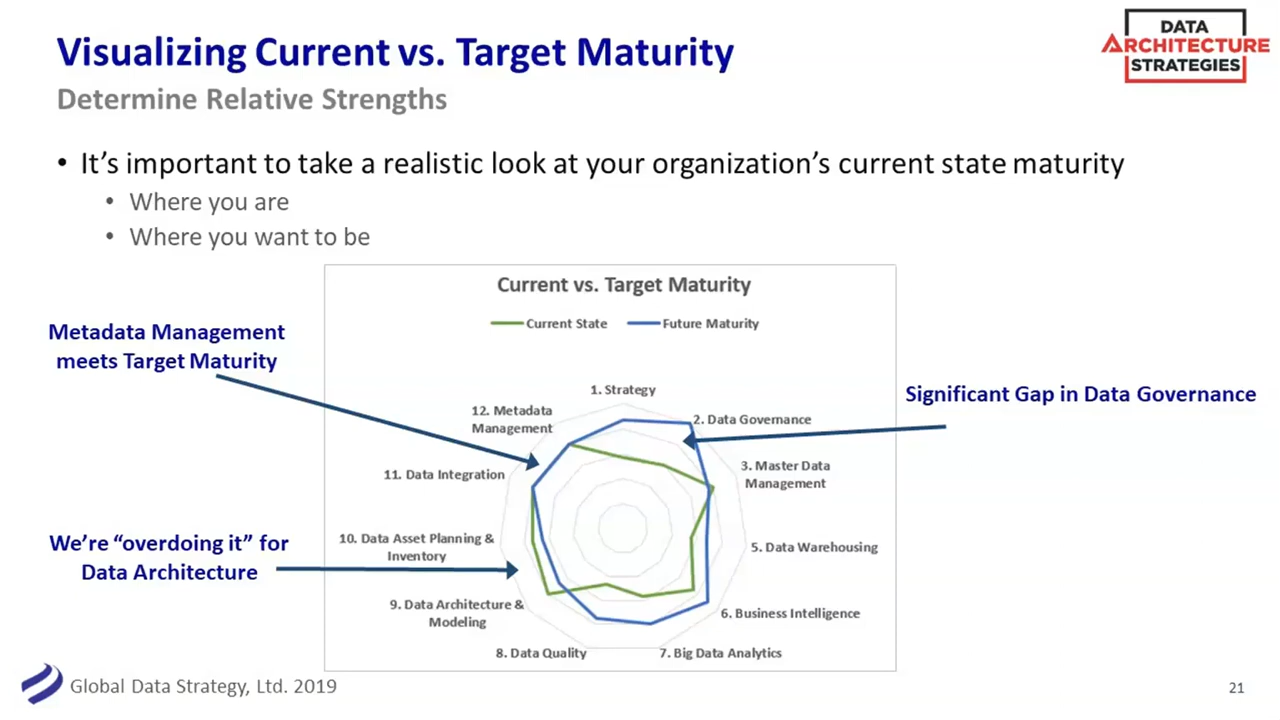 Visualizing Current vs. Target Maturity
DATA
ARCHITECTURE
STRATEGIES
Determine Relative Strengths
• It's important to take a realistic look at your organization's current state maturity
• Where you are
• Where you want to be
Current vs. Target Maturity
Current State
Future Maturity
Metadata Management
meets Target Maturity
Significant Gap in Data Governance
We're "overdoing it" for
Data Architecture
1. Strategy
2. Data Governance
3. Master Data
Management
5. Data Warehousing
6. Business Intelligence
7. Big Data Analytics
8. Data Quality
9. Data Architecture &
Modeling
10. Data Asset Planning &
Inventory
11. Data Integration
12. Metadata
Management
Global Data Strategy, Ltd. 2019
21